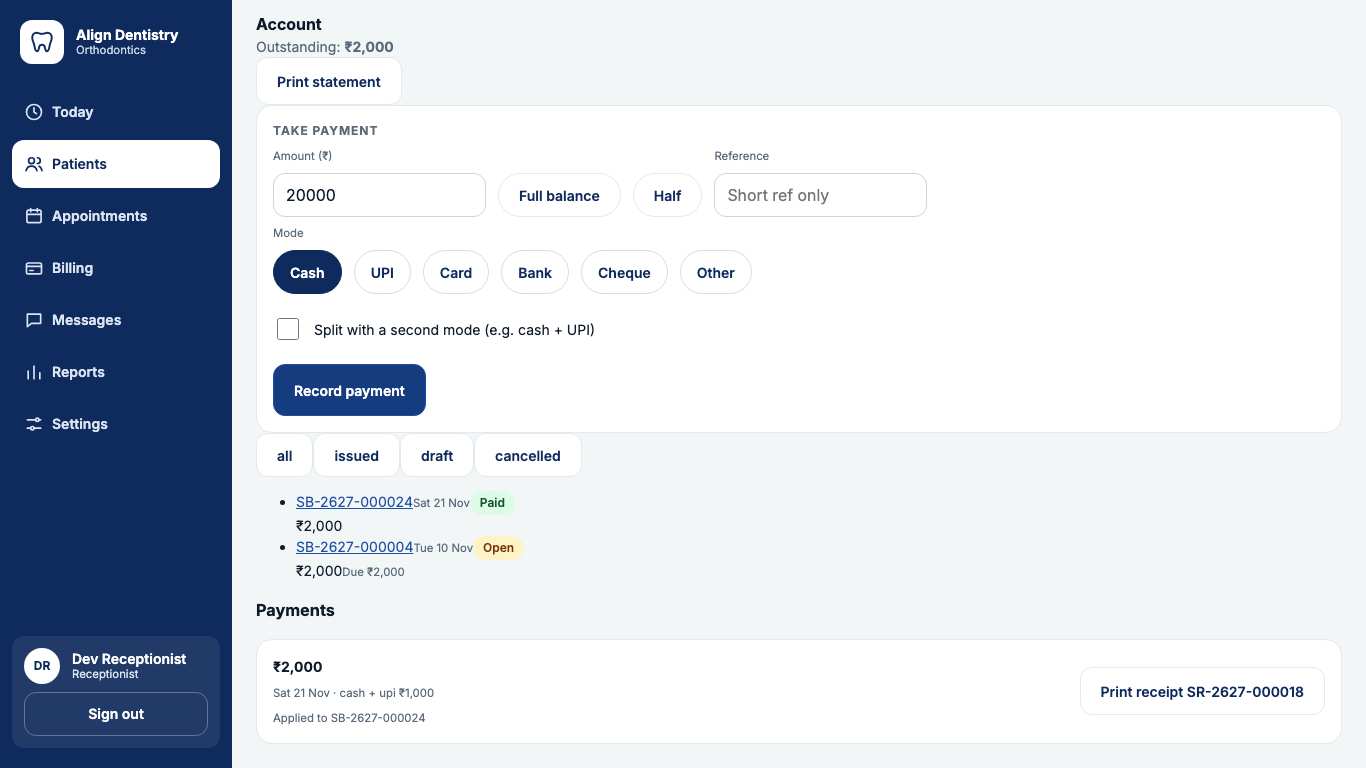 Align Dentistry
Orthodontics
Today
Patients
Appointments
Billing
Messages
Reports
Settings
DR
Dev Receptionist
Receptionist
Sign out
Account
Outstanding: ₹2,000
Print statement
TAKE PAYMENT
Amount (₹)
Reference
20000
Full balance
Half
Short ref only
Mode
Cash
UPI
Card
Bank
Cheque
Other
Split with a second mode (e.g. cash + UPI)
Record payment
all
issued
draft
cancelled
SB-2627-000024Sat 21 Nov Paid
₹2,000
SB-2627-000004Tue 10 Nov Open
₹2,000Due ₹2,000
Payments
₹2,000
Sat 21 Nov · cash + upi ₹1,000
Applied to SB-2627-000024
Print receipt SR-2627-000018